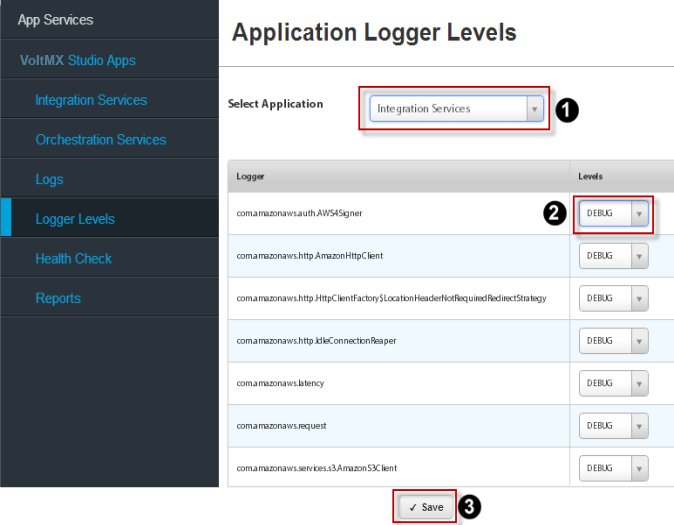 App Services
VoltMX Studio Apps
Integration Services
Orchestration Services
Logs
Logger Levels
Health Check
Reports
Application Logger Levels
Select Application
Integration Services
1
Logger
Levels
com.amazonaws.auth.AWS4Signer
2
DEBUG
com.amazonaws.http.AmazonHttpClient
DEBUG
com.amazonaws.http.HttpClientFactory$LocationHeaderNotRequiredRedirectStrategy
DEBUG
com.amazonaws.http.IdleConnectionReaper
DEBUG
com.amazonaws.latency
DEBUG
com.amazonaws.request
DEBUG
com.amazonaws.services.s3.AmazonS3Client
DEBUG
✓ Save
3